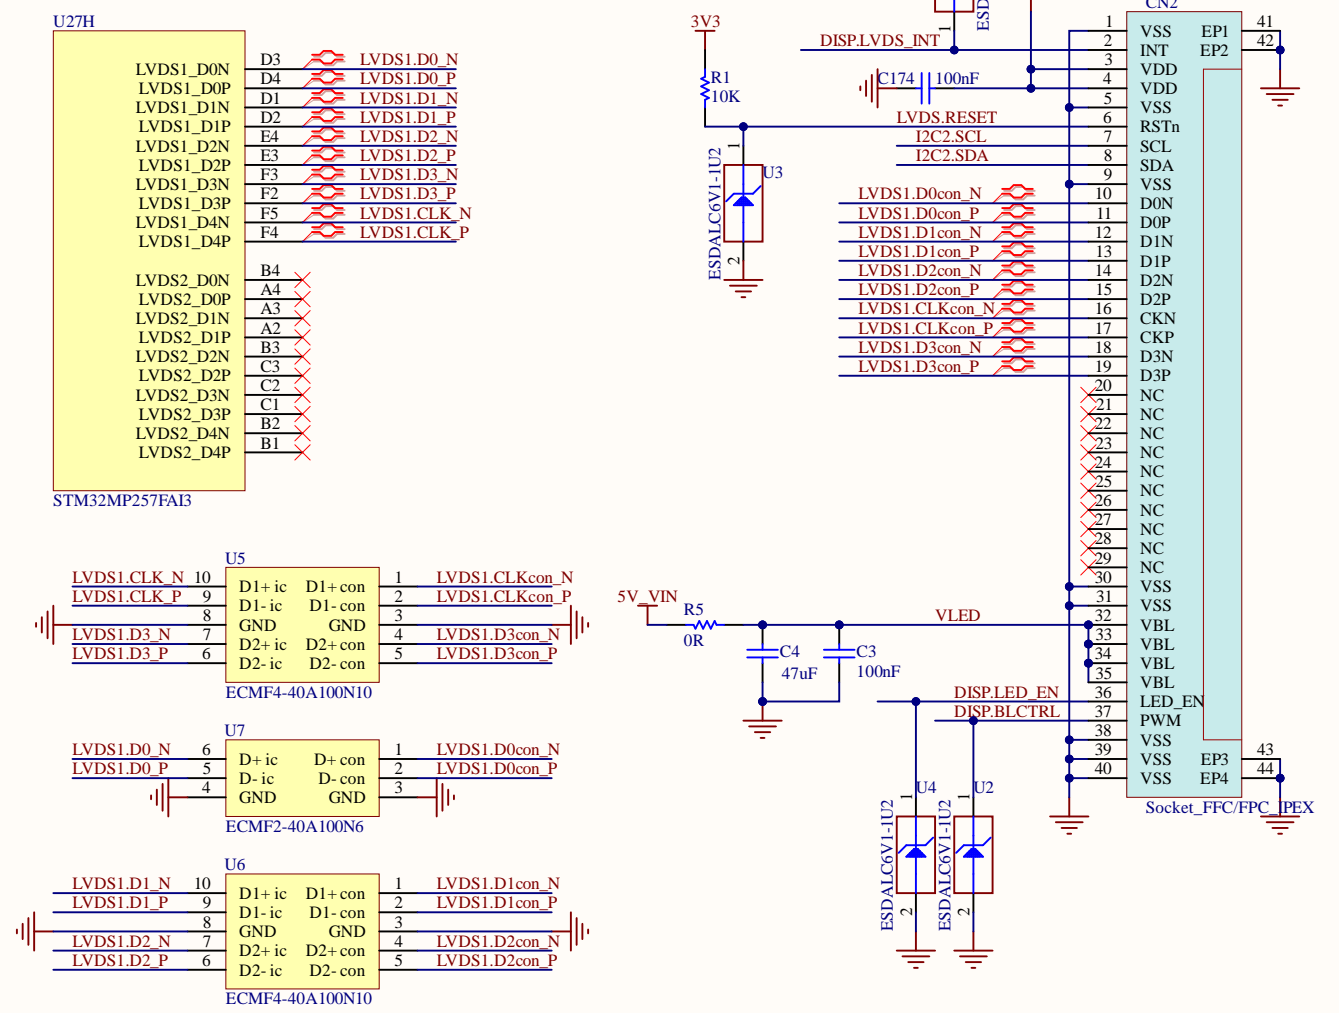 U27H
LVDS1_D0N D3 LVDS1.D0_N
LVDS1_D0P D4 LVDS1.D0_P
LVDS1_D1N D1 LVDS1.D1_N
LVDS1_D1P D2 LVDS1.D1_P
LVDS1_D2N E4 LVDS1.D2_N
LVDS1_D2P E3 LVDS1.D2_P
LVDS1_D3N F3 LVDS1.D3_N
LVDS1_D3P F2 LVDS1.D3_P
LVDS1_D4N F5 LVDS1.CLK_N
LVDS1_D4P F4 LVDS1.CLK_P
LVDS2_D0N B4
LVDS2_D0P A4
LVDS2_D1N A3
LVDS2_D1P A2
LVDS2_D2N B3
LVDS2_D2P C3
LVDS2_D3N C2
LVDS2_D3P C1
LVDS2_D4N B2
LVDS2_D4P B1
STM32MP257FAI3
U5
LVDS1.CLK_N 10 D1+ ic D1+ con 1 LVDS1.CLKcon_N
LVDS1.CLK_P 9 D1- ic D1- con 2 LVDS1.CLKcon_P
8 GND GND 3
LVDS1.D3_N 7 D2+ ic D2+ con 4 LVDS1.D3con_N
LVDS1.D3_P 6 D2- ic D2- con 5 LVDS1.D3con_P
ECMF4-40A100N10
U7
LVDS1.D0_N 6 D+ ic D+ con 1 LVDS1.D0con_N
LVDS1.D0_P 5 D- ic D- con 2 LVDS1.D0con_P
4 GND GND 3
ECMF2-40A100N6
U6
LVDS1.D1_N 10 D1+ ic D1+ con 1 LVDS1.D1con_N
LVDS1.D1_P 9 D1- ic D1- con 2 LVDS1.D1con_P
8 GND GND 3
LVDS1.D2_N 7 D2+ ic D2+ con 4 LVDS1.D2con_N
LVDS1.D2_P 6 D2- ic D2- con 5 LVDS1.D2con_P
ECMF4-40A100N10
3V3
R1
10K
1
U3
ESDALC6V1-1U2
2
1
ESD
C174 100nF
CN2
1 VSS EP1 41
DISP.LVDS_INT 2 INT EP2 42
3 VDD
4 VDD
5 VSS
LVDS.RESET 6 RSTn
I2C2.SCL 7 SCL
I2C2.SDA 8 SDA
9 VSS
LVDS1.D0con_N 10 D0N
LVDS1.D0con_P 11 D0P
LVDS1.D1con_N 12 D1N
LVDS1.D1con_P 13 D1P
LVDS1.D2con_N 14 D2N
LVDS1.D2con_P 15 D2P
LVDS1.CLKcon_N 16 CKN
LVDS1.CLKcon_P 17 CKP
LVDS1.D3con_N 18 D3N
LVDS1.D3con_P 19 D3P
20 NC
21 NC
22 NC
23 NC
24 NC
25 NC
26 NC
27 NC
28 NC
29 NC
30 VSS
31 VSS
VLED 32 VBL
33 VBL
34 VBL
35 VBL
DISP.LED_EN 36 LED_EN
DISP.BLCTRL 37 PWM
38 VSS
39 VSS EP3 43
40 VSS EP4 44
Socket_FFC/FPC_IPEX
5V_VIN
R5
0R
C4
47uF
C3
100nF
1
U4
ESDALC6V1-1U2
2
1
U2
ESDALC6V1-1U2
2